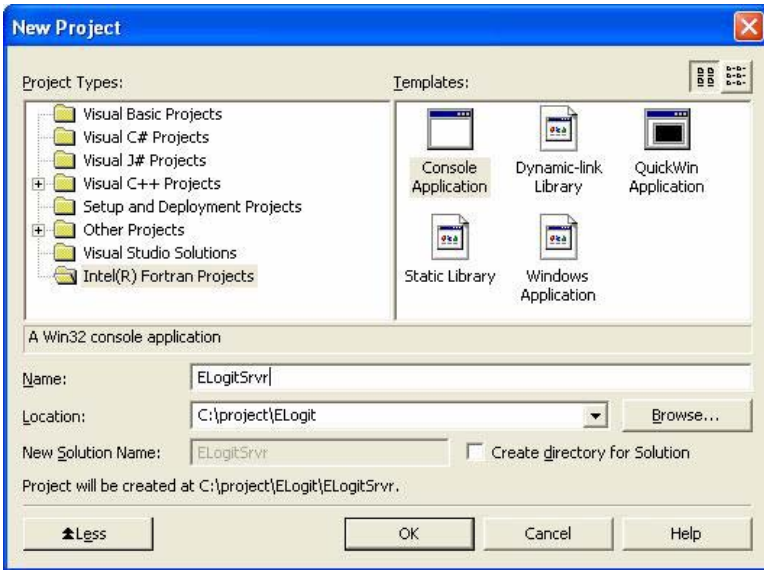 New Project
Project Types:
Templates:
Visual Basic Projects
Visual C# Projects
Visual J# Projects
Visual C++ Projects
Setup and Deployment Projects
Other Projects
Visual Studio Solutions
Intel(R) Fortran Projects
Console Application
Dynamic-link Library
QuickWin Application
Static Library
Windows Application
A Win32 console application
Name:
ELogitSrvr
Location:
C:\project\ELogit
Browse...
New Solution Name:
ELogitSrvr
Create directory for Solution
Project will be created at C:\project\ELogit\ELogitSrvr.
Less
OK
Cancel
Help